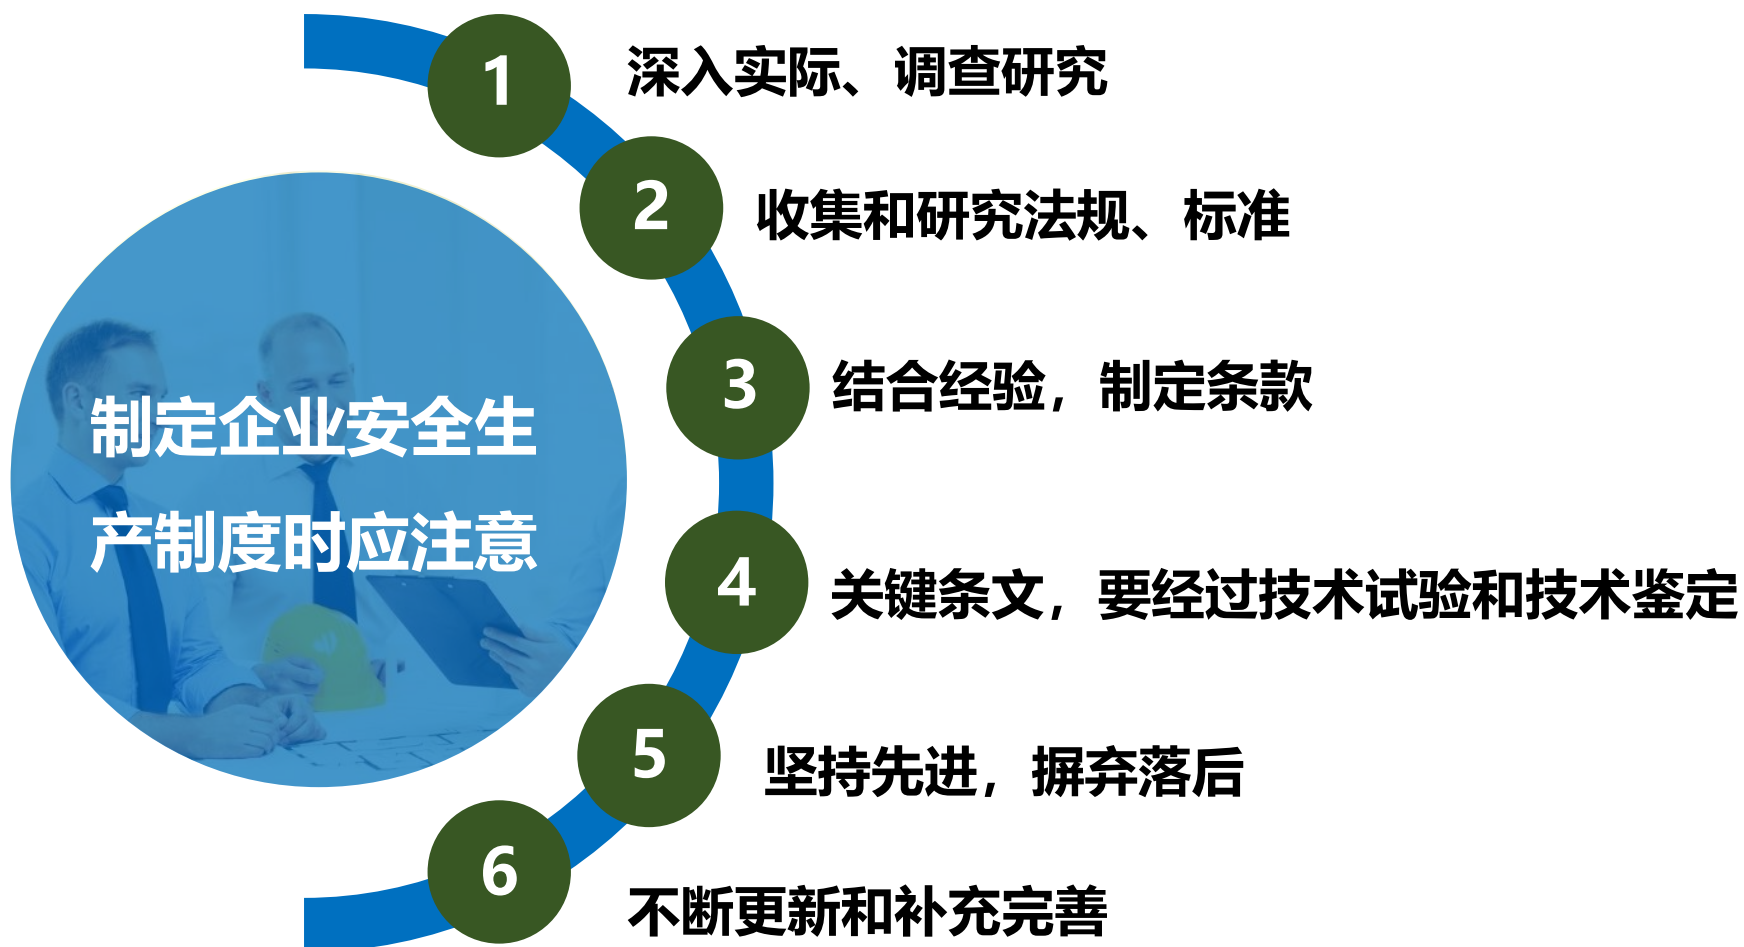 制定企业安全生
产制度时应注意
1
深入实际、调查研究
2
收集和研究法规、标准
3
结合经验，制定条款
4
关键条文，要经过技术试验和技术鉴定
5
坚持先进，摒弃落后
6
不断更新和补充完善